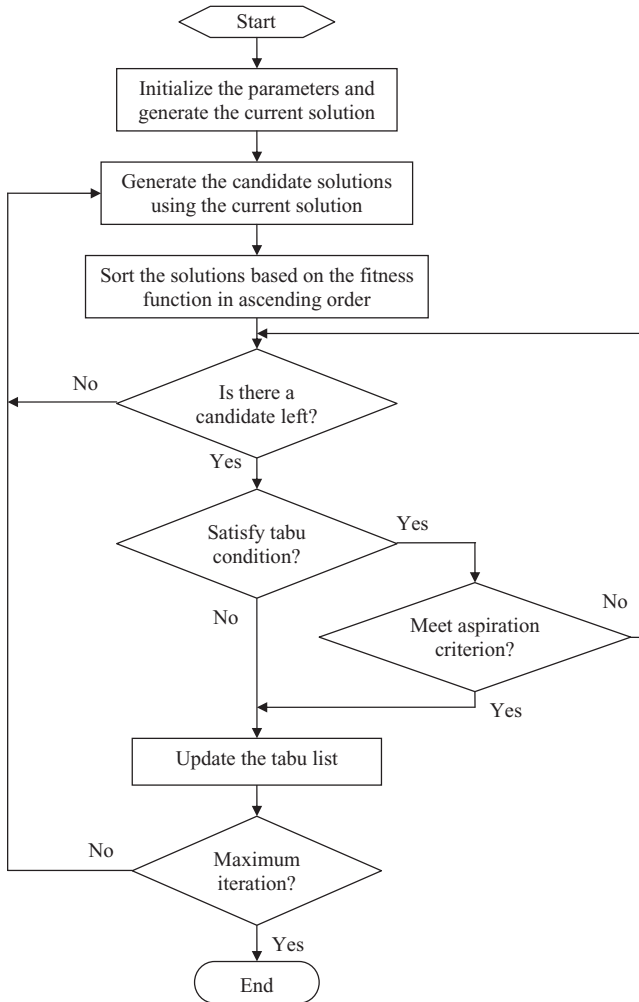 Start
Initialize the parameters and
generate the current solution
Generate the candidate solutions
using the current solution
Sort the solutions based on the fitness
function in ascending order
No
Is there a
candidate left?
Yes
Satisfy tabu
condition?
Yes
No
Meet aspiration
criterion?
No
Yes
Update the tabu list
No
Maximum
iteration?
Yes
End